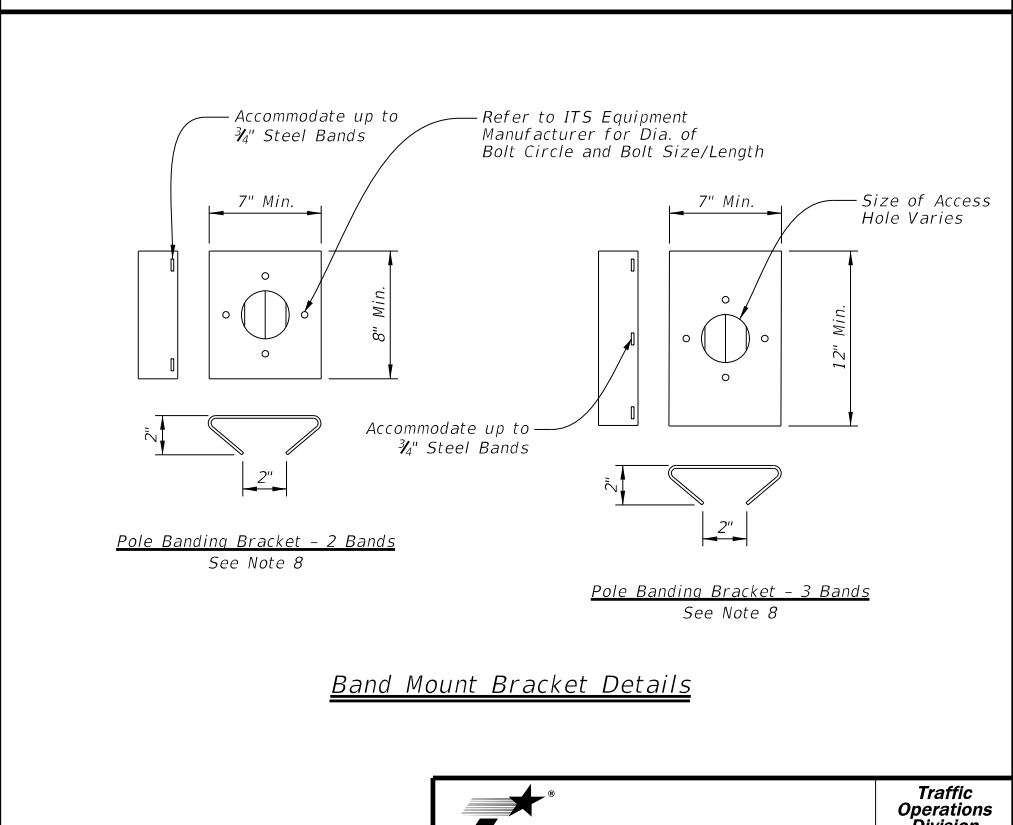 Accommodate up to
3/4" Steel Bands
Refer to ITS Equipment
Manufacturer for Dia. of
Bolt Circle and Bolt Size/Length
7" Min.
8" Min.
2"
2"
Pole Banding Bracket – 2 Bands
See Note 8
7" Min.
Size of Access
Hole Varies
12" Min.
Accommodate up to
3/4" Steel Bands
2"
2"
Pole Banding Bracket – 3 Bands
See Note 8
Band Mount Bracket Details
®
Traffic
Operations
Division